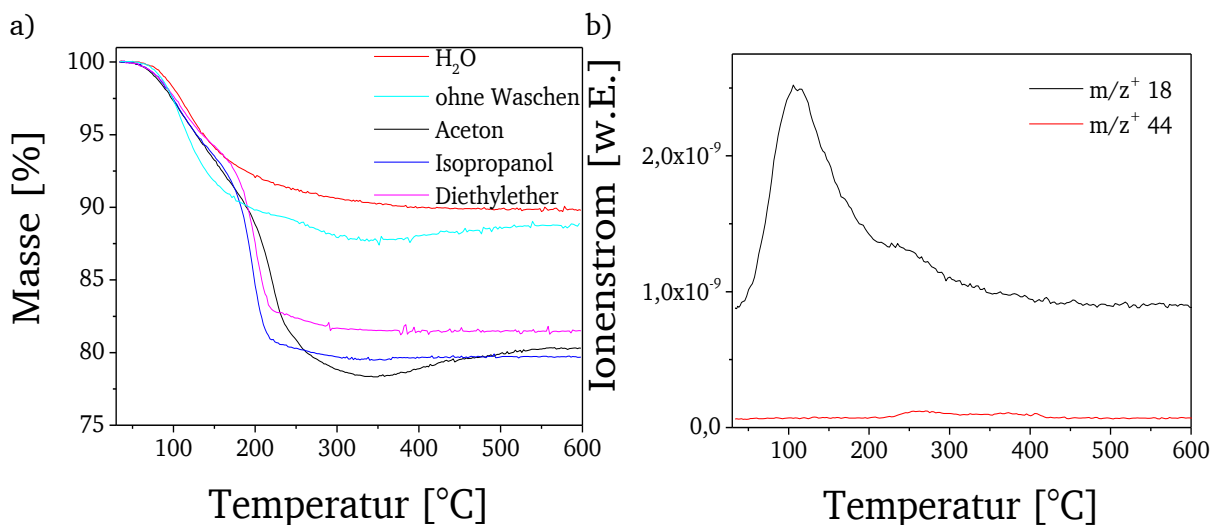 a)
Masse [%]
100
95
90
85
80
75
H₂O
ohne Waschen
Aceton
Isopropanol
Diethylether
100 200 300 400 500 600
Temperatur [°C]
b)
Ionenstrom [w.E.]
2,0x10⁻⁹
1,0x10⁻⁹
0,0
m/z⁺ 18
m/z⁺ 44
100 200 300 400 500 600
Temperatur [°C]